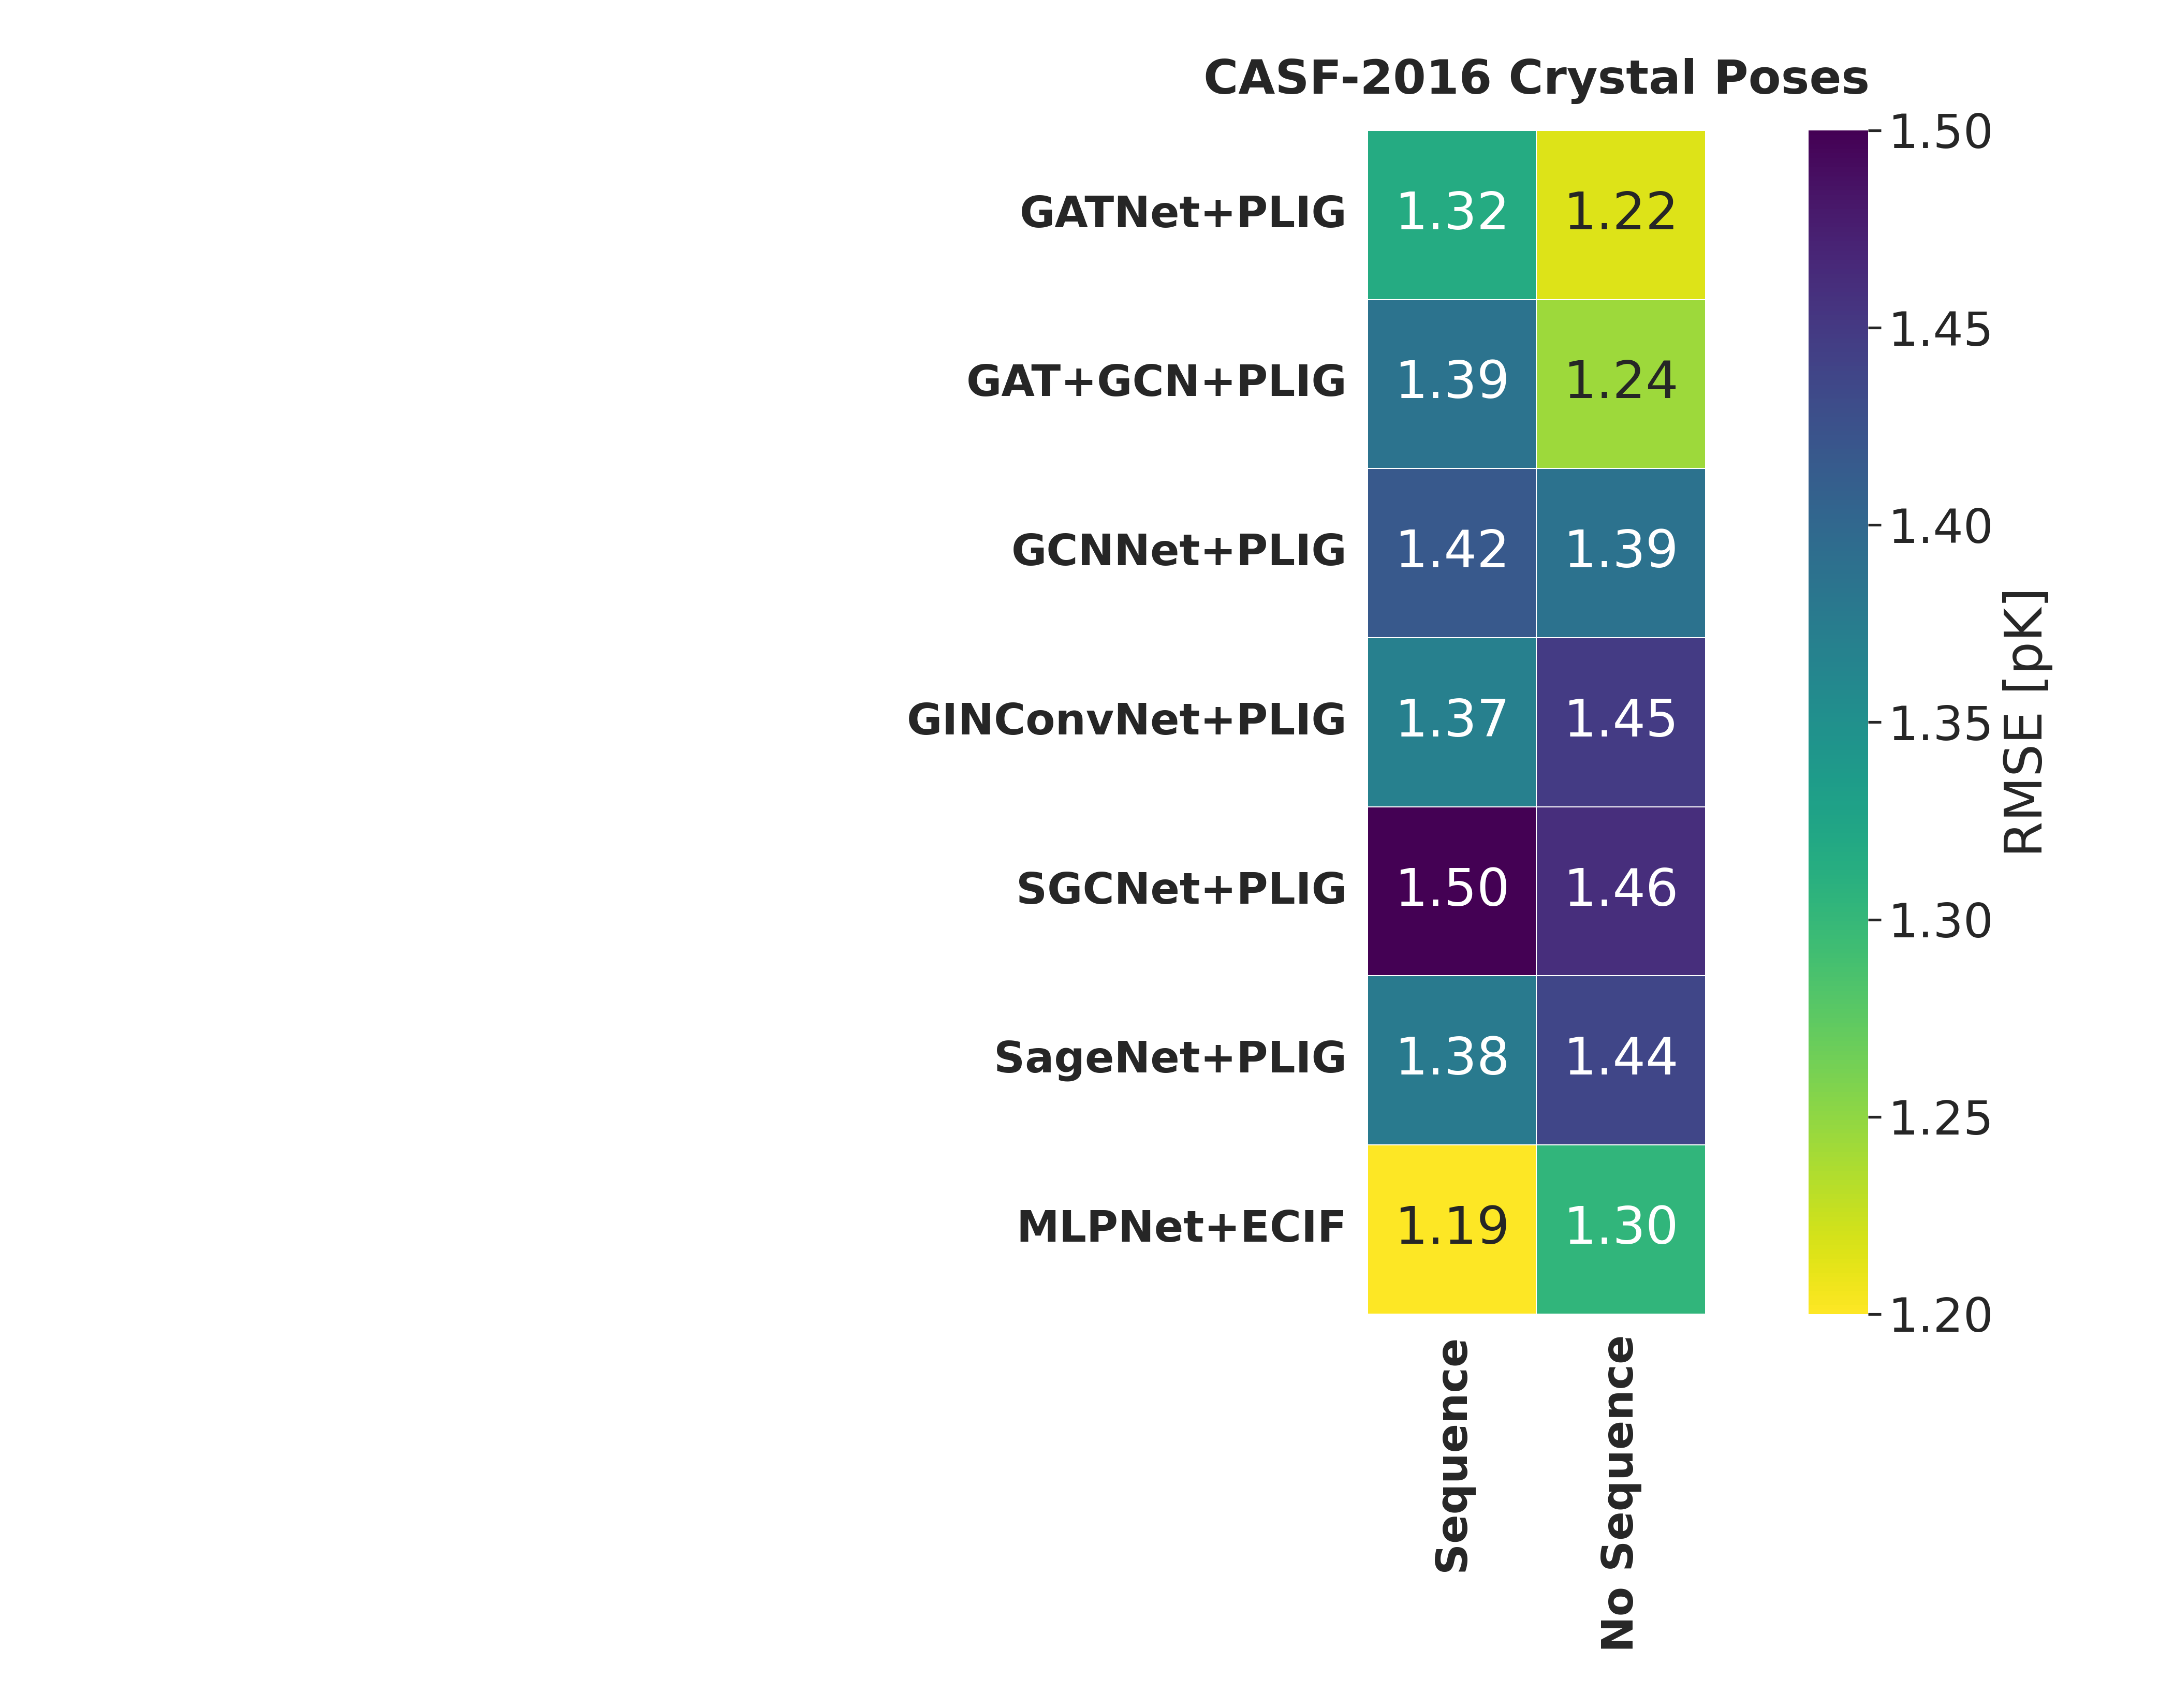 CASF-2016 Crystal Poses
GATNet+PLIG 1.32 1.22
GAT+GCN+PLIG 1.39 1.24
GCNNet+PLIG 1.42 1.39
GINConvNet+PLIG 1.37 1.45
SGCNet+PLIG 1.50 1.46
SageNet+PLIG 1.38 1.44
MLPNet+ECIF 1.19 1.30
Sequence
No Sequence
1.50
1.45
1.40
1.35
1.30
1.25
1.20
RMSE [pK]